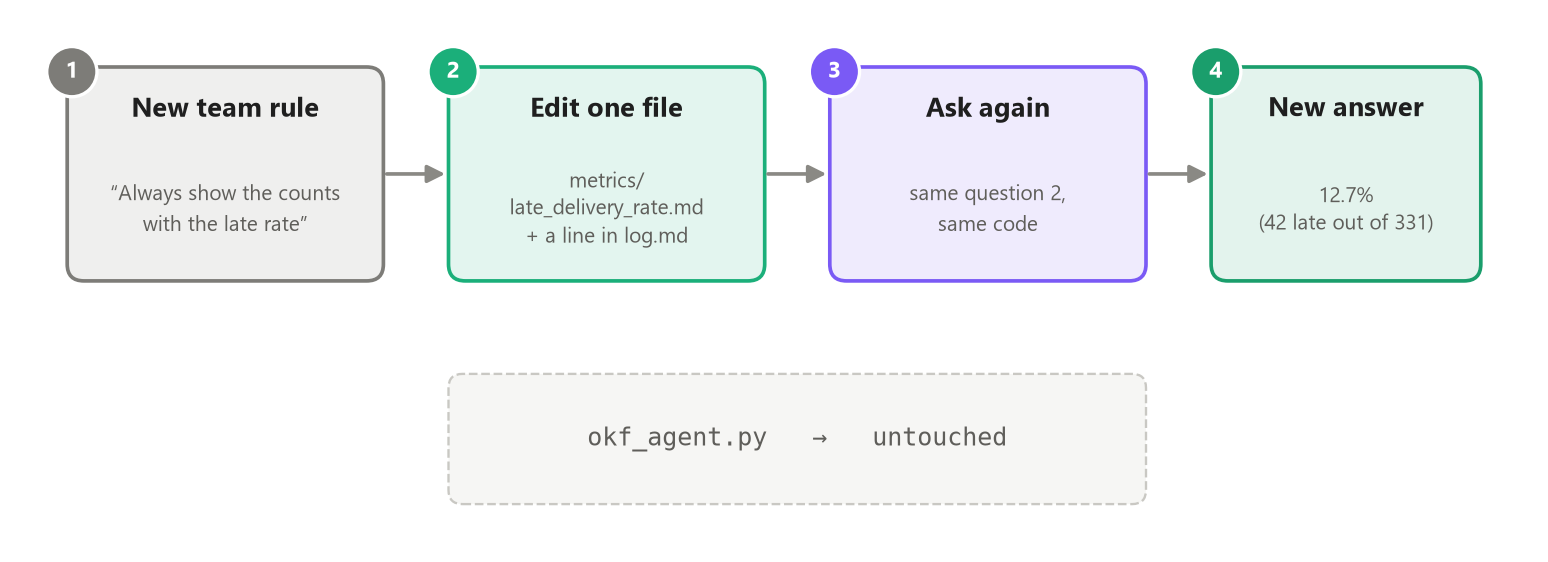 1
New team rule
“Always show the counts
with the late rate”
2
Edit one file
metrics/
late_delivery_rate.md
+ a line in log.md
3
Ask again
same question 2,
same code
4
New answer
12.7%
(42 late out of 331)
okf_agent.py → untouched